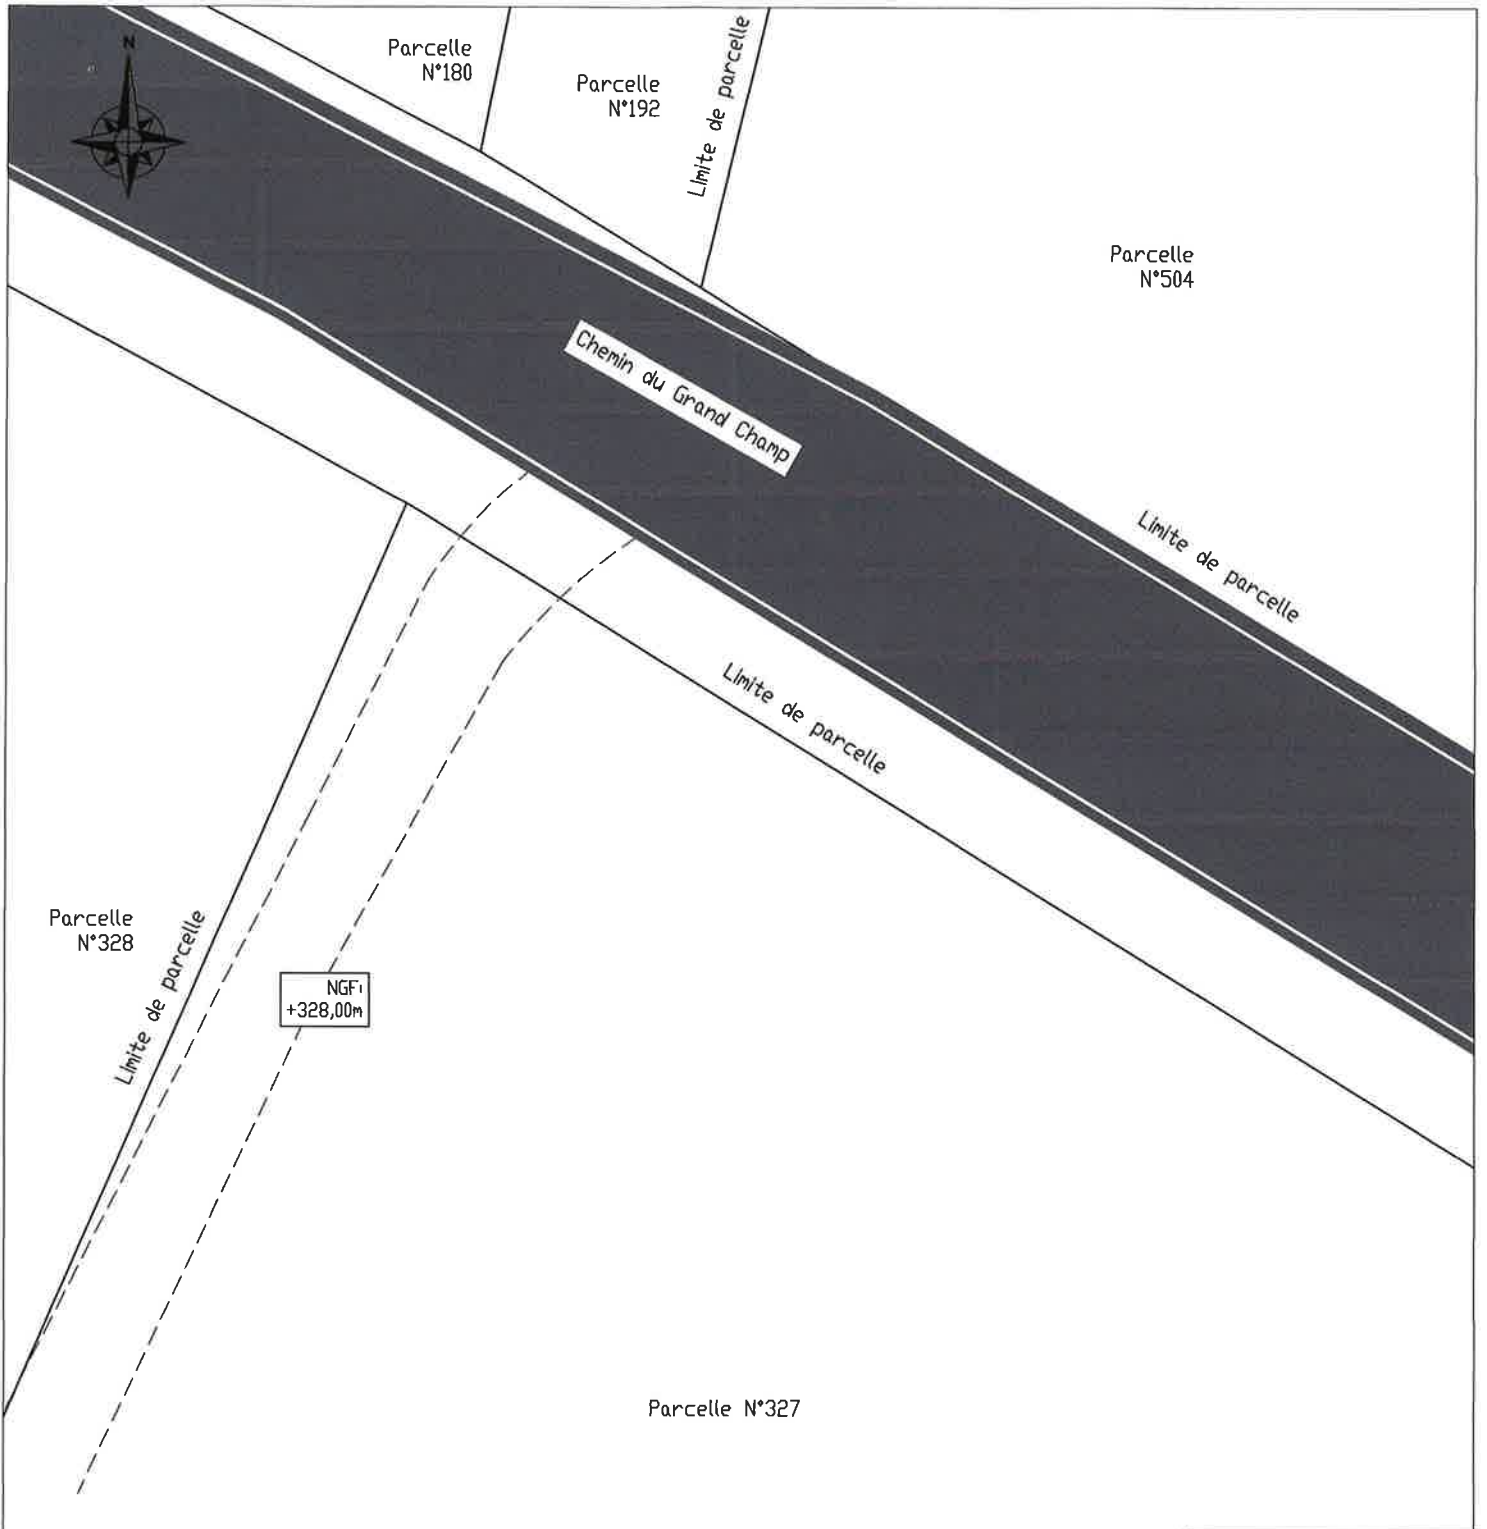 N
Parcelle
N°180
Parcelle
N°192
Limite de parcelle
Parcelle
N°504
Chemin du Grand Champ
Limite de parcelle
Limite de parcelle
Parcelle
N°328
Limite de parcelle
NGF:
+328,00m
Parcelle N°327